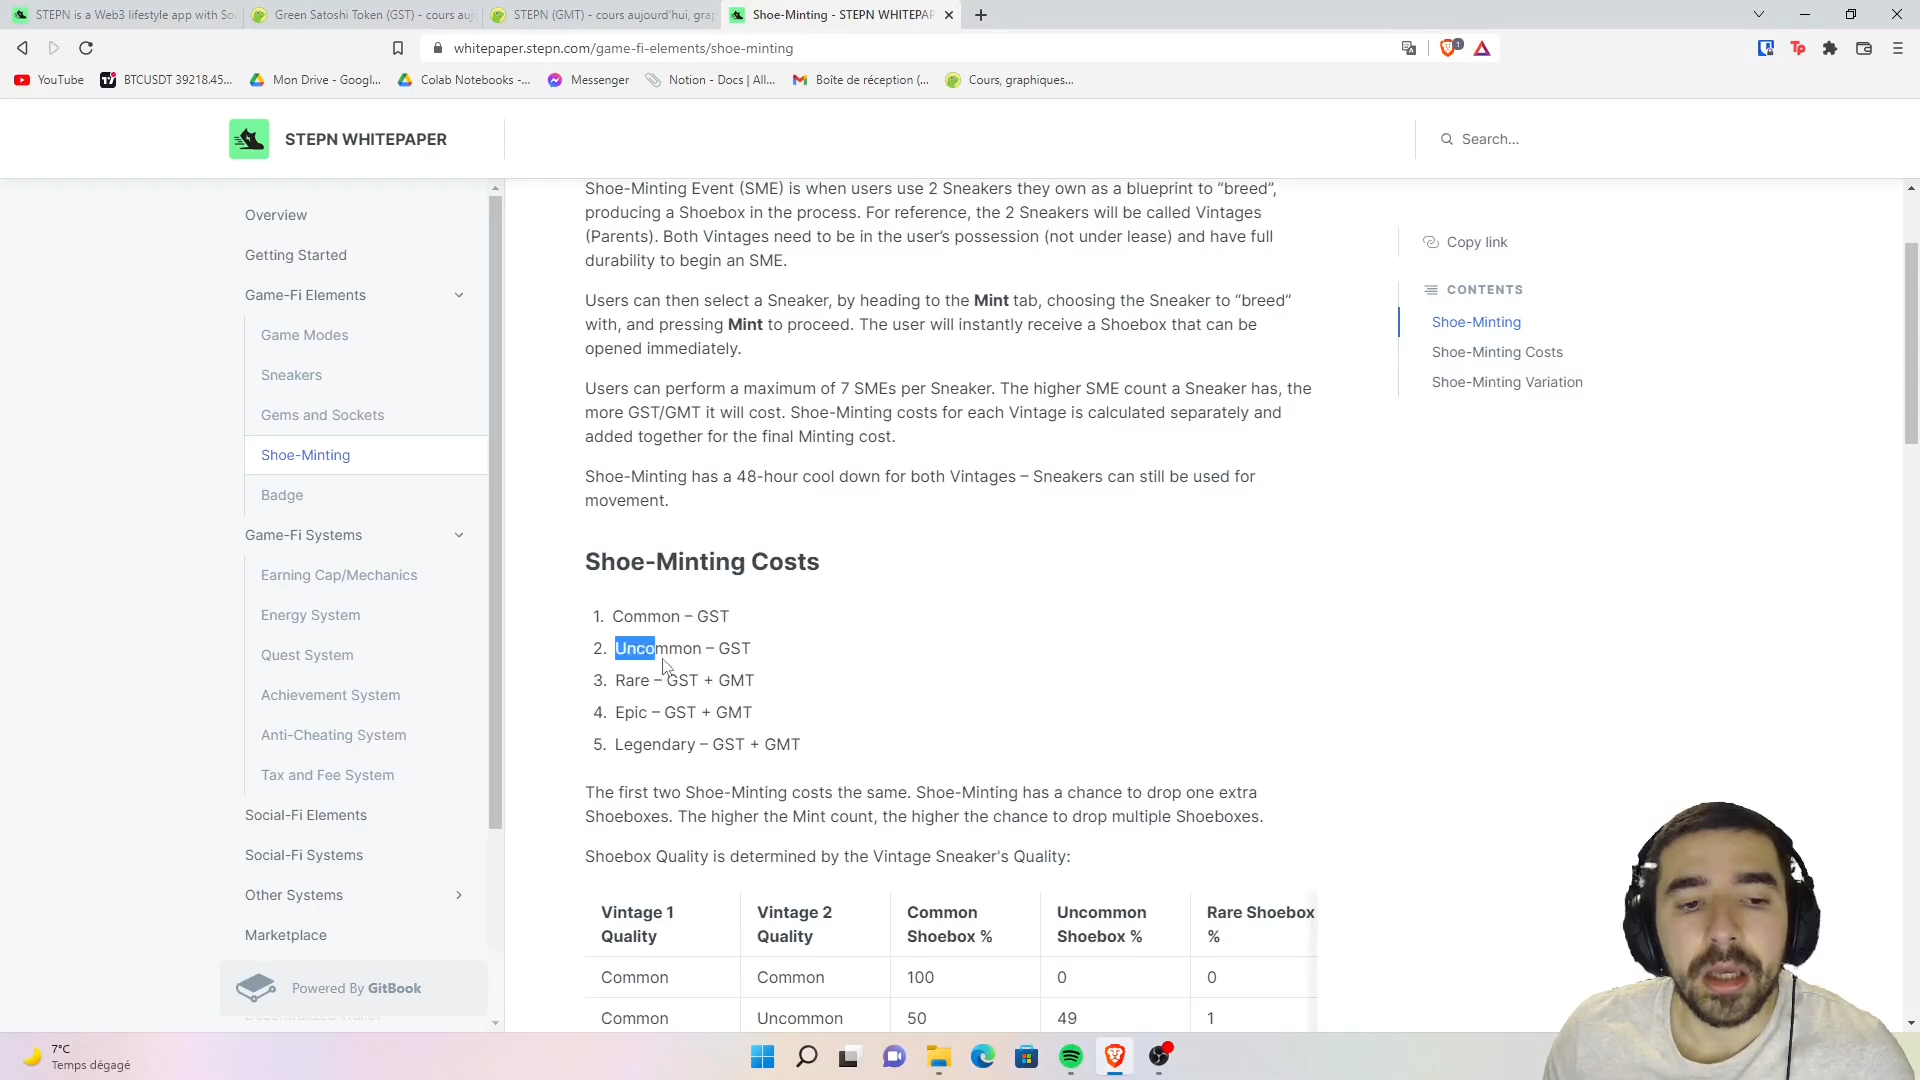 STEPN is a Web3 lifestyle app with So
Green Satoshi Token (GST) - cours auj
STEPN (GMT) - cours aujourd'hui, grap
Shoe-Minting - STEPN WHITEPAP
whitepaper.stepn.com/game-fi-elements/shoe-minting
1
YouTube
BTCUSDT 39218.45...
Mon Drive - Googl...
Colab Notebooks -...
Messenger
Notion - Docs | All...
Boîte de réception (...
Cours, graphiques...
STEPN WHITEPAPER
Search...
Overview
Getting Started
Game-Fi Elements
Game Modes
Sneakers
Gems and Sockets
Shoe-Minting
Badge
Game-Fi Systems
Earning Cap/Mechanics
Energy System
Quest System
Achievement System
Anti-Cheating System
Tax and Fee System
Social-Fi Elements
Social-Fi Systems
Other Systems
Marketplace
Powered By GitBook
Shoe-Minting Event (SME) is when users use 2 Sneakers they own as a blueprint to “breed”,
producing a Shoebox in the process. For reference, the 2 Sneakers will be called Vintages
(Parents). Both Vintages need to be in the user’s possession (not under lease) and have full
durability to begin an SME.
Users can then select a Sneaker, by heading to the Mint tab, choosing the Sneaker to “breed”
with, and pressing Mint to proceed. The user will instantly receive a Shoebox that can be
opened immediately.
Users can perform a maximum of 7 SMEs per Sneaker. The higher SME count a Sneaker has, the
more GST/GMT it will cost. Shoe-Minting costs for each Vintage is calculated separately and
added together for the final Minting cost.
Shoe-Minting has a 48-hour cool down for both Vintages – Sneakers can still be used for
movement.
Shoe-Minting Costs
1. Common – GST
2. Uncommon – GST
3. Rare – GST + GMT
4. Epic – GST + GMT
5. Legendary – GST + GMT
The first two Shoe-Minting costs the same. Shoe-Minting has a chance to drop one extra
Shoeboxes. The higher the Mint count, the higher the chance to drop multiple Shoeboxes.
Shoebox Quality is determined by the Vintage Sneaker's Quality:
Vintage 1 Quality
Vintage 2 Quality
Common Shoebox %
Uncommon Shoebox %
Rare Shoebox %
Common Common 100 0 0
Common Uncommon 50 49 1
Copy link
CONTENTS
Shoe-Minting
Shoe-Minting Costs
Shoe-Minting Variation
7°C
Temps dégagé